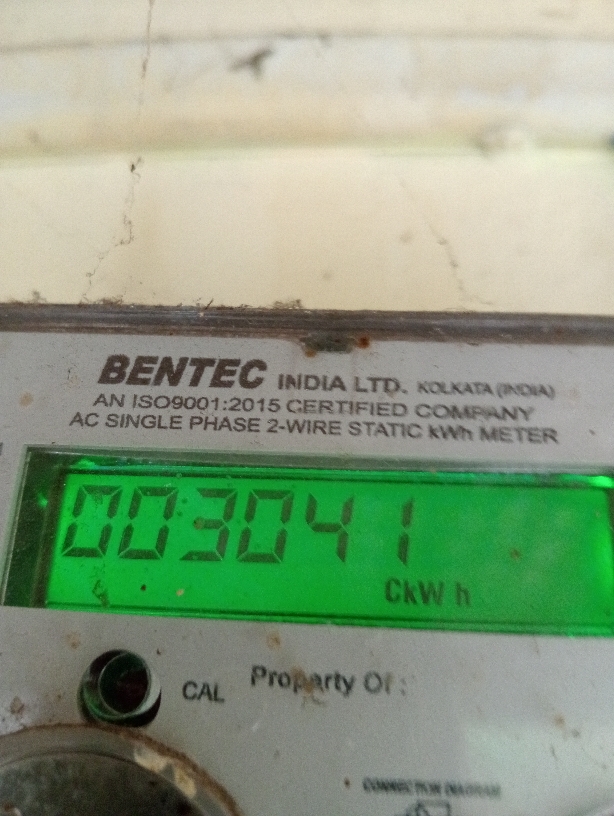 BENTEC INDIA LTD. KOLKATA (INDIA)
AN ISO9001:2015 CERTIFIED COMPANY
AC SINGLE PHASE 2-WIRE STATIC kWh METER
003041
CkW h
CAL
Property Of :
CONNECTION DIAGRAM